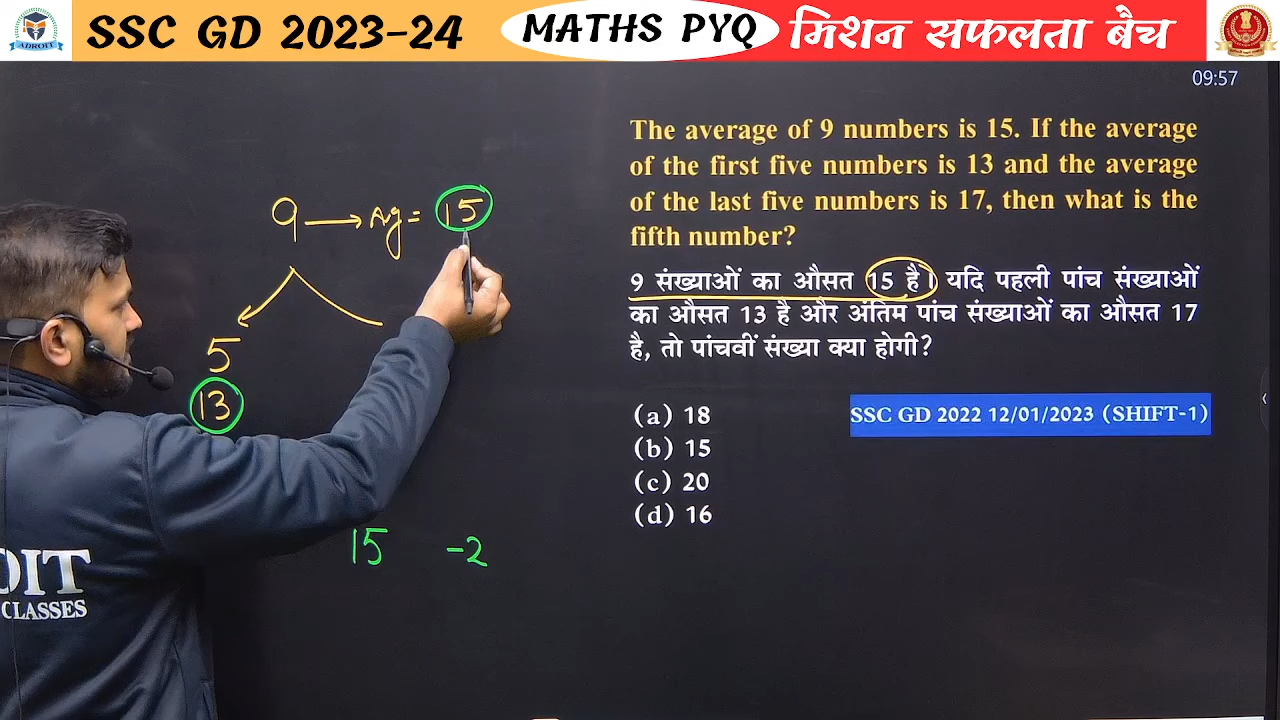 ADROIT
SSC GD 2023-24
MATHS PYQ
मिशन सफलता बैच
09:57
The average of 9 numbers is 15. If the average
of the first five numbers is 13 and the average
of the last five numbers is 17, then what is the
fifth number?
9 संख्याओं का औसत 15 है। यदि पहली पांच संख्याओं
का औसत 13 है और अंतिम पांच संख्याओं का औसत 17
है, तो पांचवीं संख्या क्या होगी?
(a) 18
SSC GD 2022 12/01/2023 (SHIFT-1)
(b) 15
(c) 20
(d) 16
9 → Avg = 15
5
13
15 -2
OIT
CLASSES